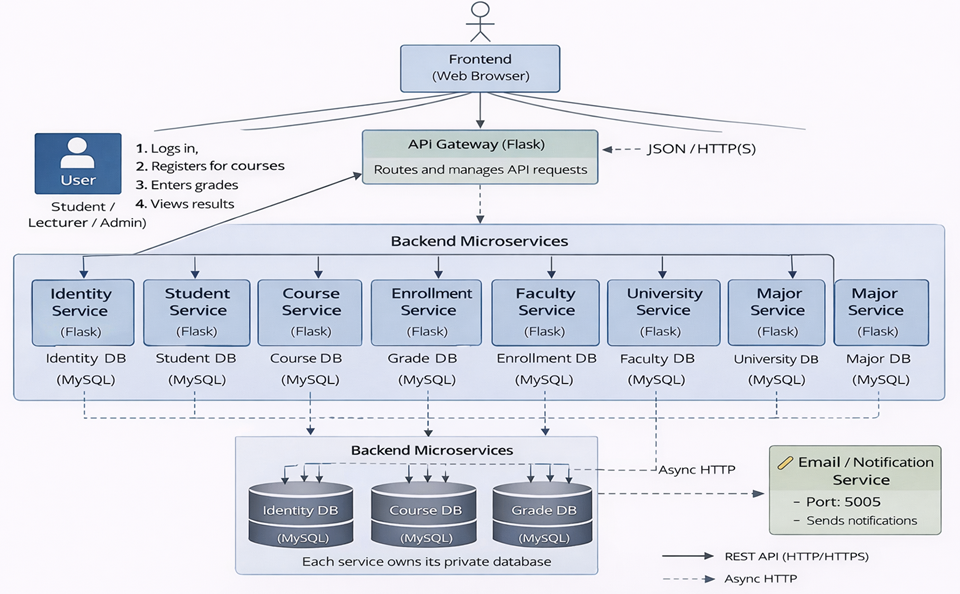 Frontend
(Web Browser)
API Gateway (Flask)
Routes and manages API requests
JSON / HTTP(S)
User
Student /
Lecturer / Admin)
1. Logs in,
2. Registers for courses
3. Enters grades
4. Views results
Backend Microservices
Identity
Service
(Flask)
Identity DB
(MySQL)
Student
Service
(Flask)
Student DB
(MySQL)
Course
Service
(Flask)
Course DB
(MySQL)
Enrollment
Service
(Flask)
Grade DB
(MySQL)
Faculty
Service
(Flask)
Enrollment DB
(MySQL)
University
Service
(Flask)
Faculty DB
(MySQL)
Major
Service
(Flask)
University DB
(MySQL)
Major
Service
(Flask)
Major DB
(MySQL)
Backend Microservices
Identity DB
(MySQL)
Course DB
(MySQL)
Grade DB
(MySQL)
Each service owns its private database
Async HTTP
Email / Notification
Service
– Port: 5005
– Sends notifications
REST API (HTTP/HTTPS)
Async HTTP